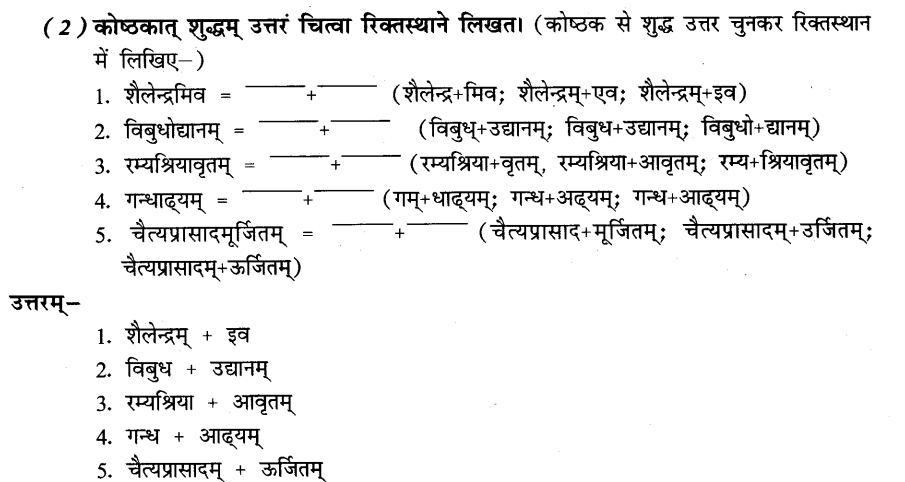 (2) कोष्ठकात् शुद्धम् उत्तरं चित्वा रिक्तस्थाने लिखत। (कोष्ठक से शुद्ध उत्तर चुनकर रिक्तस्थान
में लिखिए–)
1. शैलेन्द्रमिव = ______ + ______ (शैलेन्द्र+मिव; शैलेन्द्रम्+एव; शैलेन्द्रम्+इव)
2. विबुधोद्यानम् = ______ + ______ (विबुध्+उद्यानम्; विबुध+उद्यानम्; विबुधो+द्यानम्)
3. रम्यश्रियावृतम् = ______ + ______ (रम्यश्रिया+वृतम्, रम्यश्रिया+आवृतम्; रम्य+श्रियावृतम्)
4. गन्धाढ्यम् = ______ + ______ (गम्+धाढ्यम्; गन्ध+अढ्यम्; गन्ध+आढ्यम्)
5. चैत्यप्रासादमूर्जितम् = ______ + ______ (चैत्यप्रासाद+मूर्जितम्; चैत्यप्रासादम्+उर्जितम्;
चैत्यप्रासादम्+ऊर्जितम्)
उत्तरम्–
1. शैलेन्द्रम् + इव
2. विबुध + उद्यानम्
3. रम्यश्रिया + आवृतम्
4. गन्ध + आढ्यम्
5. चैत्यप्रासादम् + ऊर्जितम्